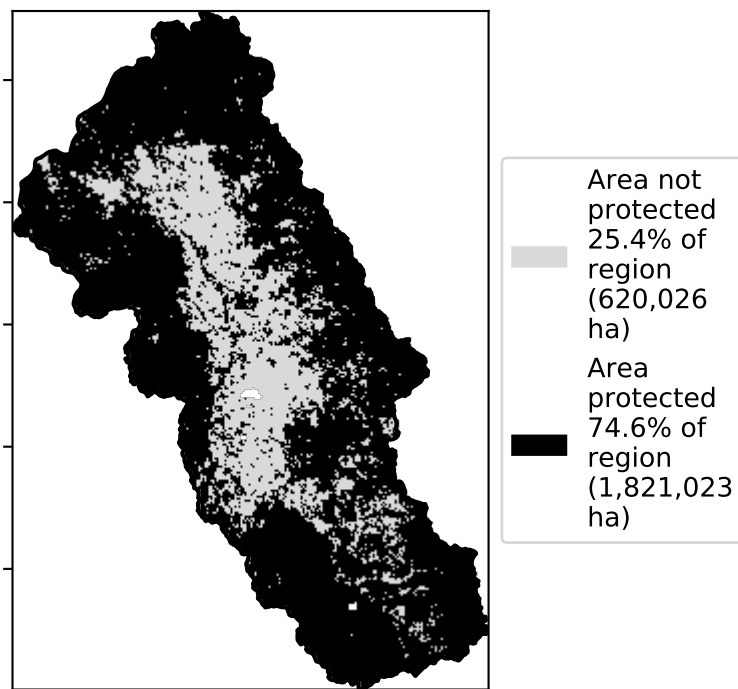 Area not
protected
25.4% of
region
(620,026
ha)
Area
protected
74.6% of
region
(1,821,023
ha)